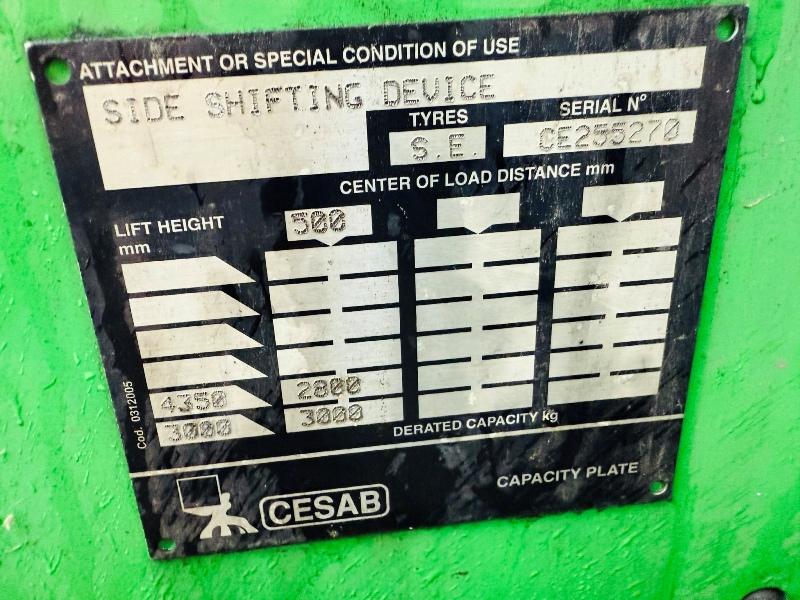 ATTACHMENT OR SPECIAL CONDITION OF USE
SIDE SHIFTING DEVICE
TYRES
S.E.
SERIAL N°
CE255270
CENTER OF LOAD DISTANCE mm
LIFT HEIGHT
mm
500
4350 2800
3000 3000
DERATED CAPACITY kg
Cod. 0312005
CESAB
CAPACITY PLATE